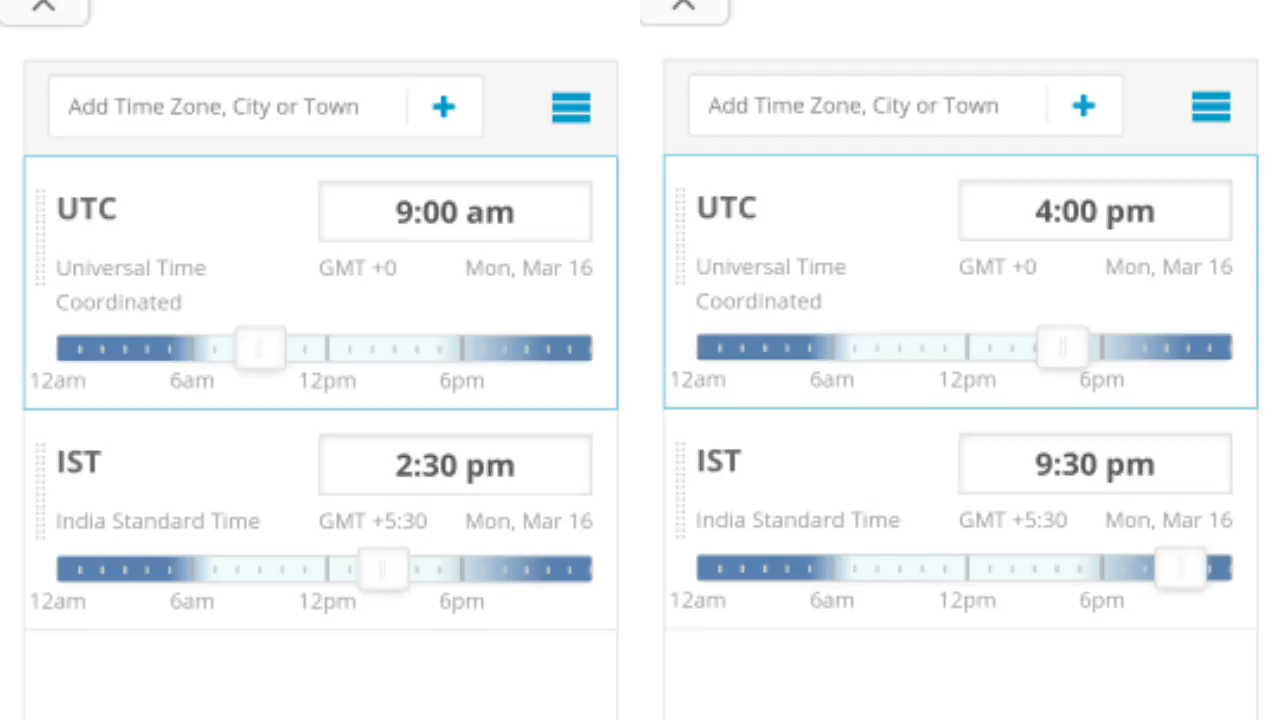 Add Time Zone, City or Town +
UTC
9:00 am
Universal Time Coordinated
GMT +0
Mon, Mar 16
12am 6am 12pm 6pm
IST
2:30 pm
India Standard Time
GMT +5:30
Mon, Mar 16
12am 6am 12pm 6pm
Add Time Zone, City or Town +
UTC
4:00 pm
Universal Time Coordinated
GMT +0
Mon, Mar 16
12am 6am 12pm 6pm
IST
9:30 pm
India Standard Time
GMT +5:30
Mon, Mar 16
12am 6am 12pm 6pm